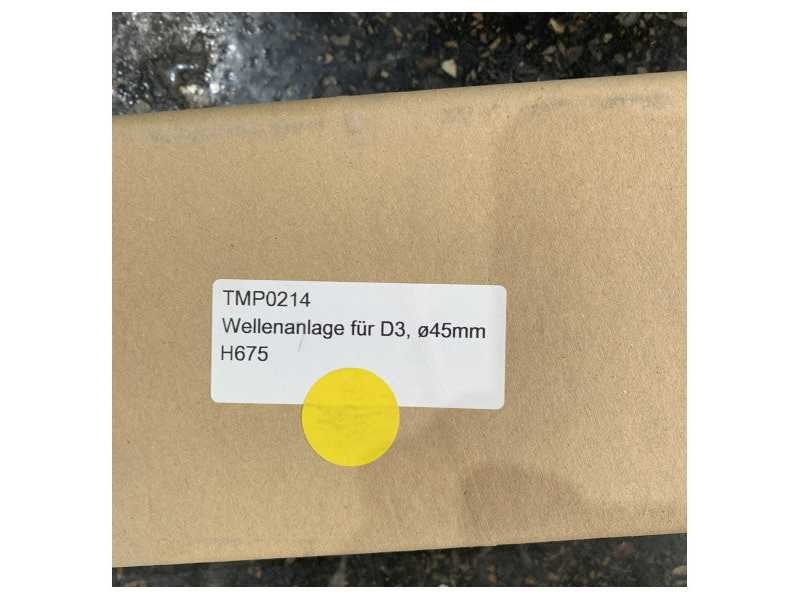 TMP0214
Wellenanlage für D3, ø45mm
H675